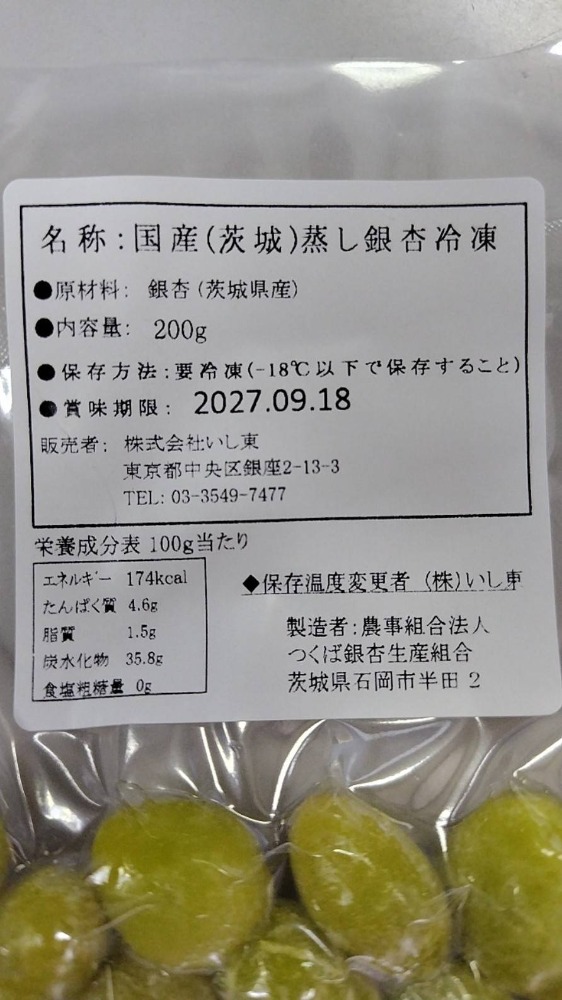 名称:国産(茨城)蒸し銀杏冷凍
●原材料: 銀杏 (茨城県産)
●内容量: 200g
●保存方法:要冷凍(-18℃以下で保存すること)
●賞味期限: 2027.09.18
販売者: 株式会社いし東
東京都中央区銀座2-13-3
TEL: 03-3549-7477
栄養成分表 100g当たり
エネルギー 174kcal
たんぱく質 4.6g
脂質 1.5g
炭水化物 35.8g
食塩粗糖量 0g
◆保存温度変更者 (株)いし東
製造者:農事組合法人
つくば銀杏生産組合
茨城県石岡市半田 2